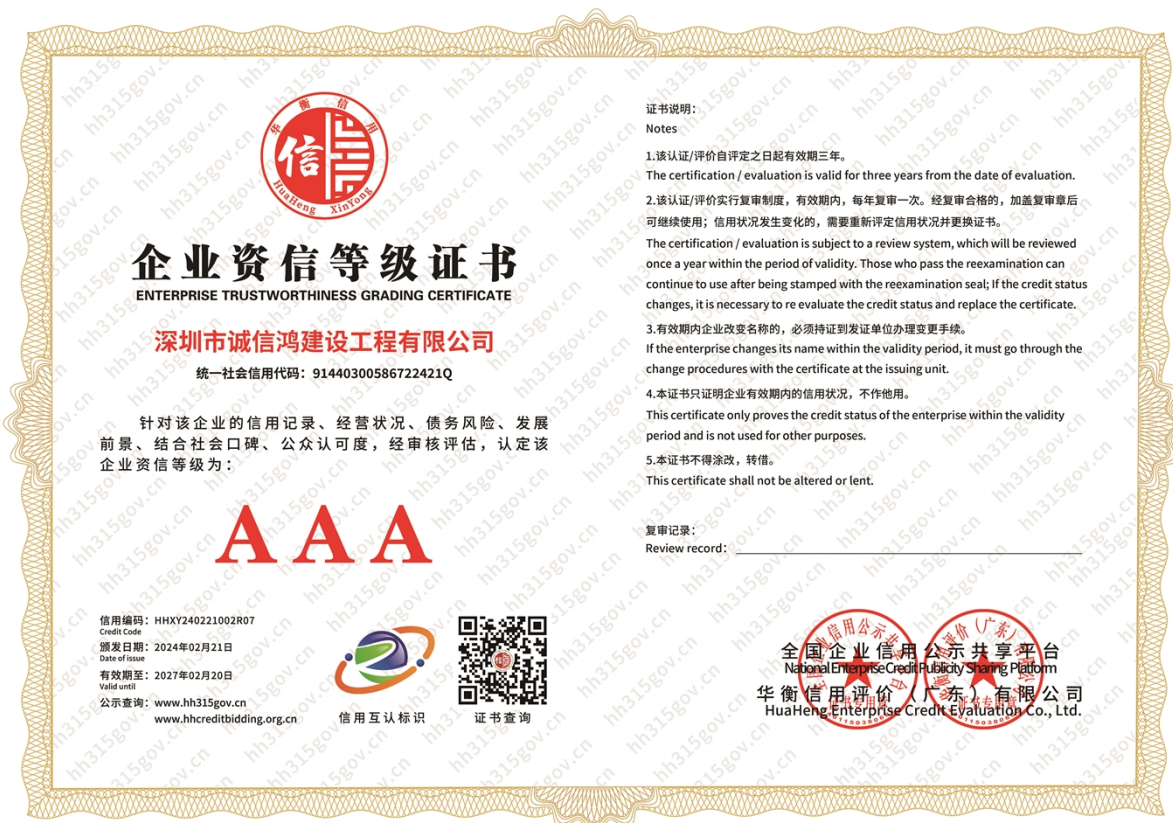 华衡信用
信
HuaHeng XinYong
企业资信等级证书
ENTERPRISE TRUSTWORTHINESS GRADING CERTIFICATE
深圳市诚信鸿建设工程有限公司
统一社会信用代码：91440300586722421Q
针对该企业的信用记录、经营状况、债务风险、发展
前景、结合社会口碑、公众认可度，经审核评估，认定该
企业资信等级为：
AAA
信用编码：HHXY240221002R07
Credit Code
颁发日期：2024年02月21日
Date of issue
有效期至：2027年02月20日
Valid until
公示查询：www.hh315gov.cn
www.hhcreditbidding.org.cn
信用互认标识
证书查询
证书说明：
Notes
1.该认证/评价自评定之日起有效期三年。
The certification / evaluation is valid for three years from the date of evaluation.
2.该认证/评价实行复审制度，有效期内，每年复审一次。经复审合格的，加盖复审章后
可继续使用；信用状况发生变化的，需要重新评定信用状况并更换证书。
The certification / evaluation is subject to a review system, which will be reviewed
once a year within the period of validity. Those who pass the reexamination can
continue to use after being stamped with the reexamination seal; If the credit status
changes, it is necessary to re evaluate the credit status and replace the certificate.
3.有效期内企业改变名称的，必须持证到发证单位办理变更手续。
If the enterprise changes its name within the validity period, it must go through the
change procedures with the certificate at the issuing unit.
4.本证书只证明企业有效期内的信用状况，不作他用。
This certificate only proves the credit status of the enterprise within the validity
period and is not used for other purposes.
5.本证书不得涂改，转借。
This certificate shall not be altered or lent.
复审记录：
Review record：
全国企业信用公示共享平台
National Enterprise Credit Publicity Sharing Platform
华衡信用评价（广东）有限公司
HuaHeng Enterprise Credit Evaluation Co., Ltd.
证书专用章
证书专用章
hh315gov.cn